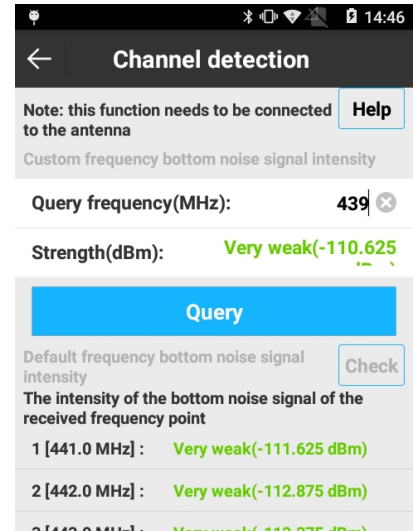 14:46
Channel detection
Note: this function needs to be connected
to the antenna
Help
Custom frequency bottom noise signal intensity
Query frequency(MHz): 439
Strength(dBm): Very weak(-110.625
Query
Default frequency bottom noise signal
intensity
Check
The intensity of the bottom noise signal of the
received frequency point
1 [441.0 MHz] : Very weak(-111.625 dBm)
2 [442.0 MHz] : Very weak(-112.875 dBm)